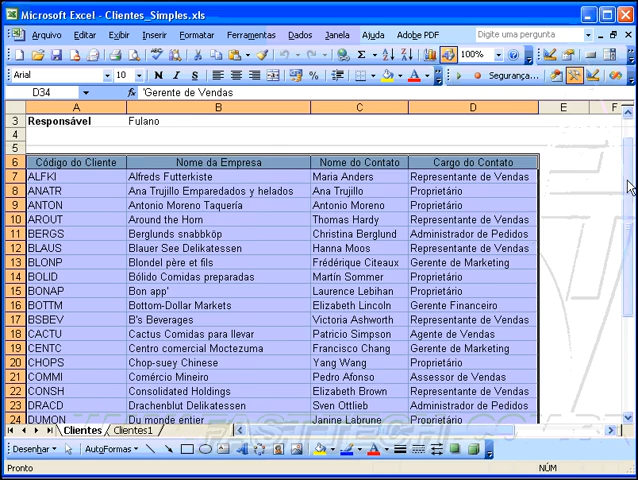 Microsoft Excel - Clientes_Simples.xls
Arquivo Editar Exibir Inserir Formatar Ferramentas Dados Janela Ajuda Adobe PDF Digite uma pergunta
100%
Arial 10 N I S Segurança...
D34 fx 'Gerente de Vendas
A B C D E F
3 Responsável Fulano
4
5
6 Código do Cliente Nome da Empresa Nome do Contato Cargo do Contato
7 ALFKI Alfreds Futterkiste Maria Anders Representante de Vendas
8 ANATR Ana Trujillo Emparedados y helados Ana Trujillo Proprietário
9 ANTON Antonio Moreno Taquería Antonio Moreno Proprietário
10 AROUT Around the Horn Thomas Hardy Representante de Vendas
11 BERGS Berglunds snabbköp Christina Berglund Administrador de Pedidos
12 BLAUS Blauer See Delikatessen Hanna Moos Representante de Vendas
13 BLONP Blondel père et fils Frédérique Citeaux Gerente de Marketing
14 BOLID Bólido Comidas preparadas Martín Sommer Proprietário
15 BONAP Bon app' Laurence Lebihan Proprietário
16 BOTTM Bottom-Dollar Markets Elizabeth Lincoln Gerente Financeiro
17 BSBEV B's Beverages Victoria Ashworth Representante de Vendas
18 CACTU Cactus Comidas para llevar Patricio Simpson Agente de Vendas
19 CENTC Centro comercial Moctezuma Francisco Chang Gerente de Marketing
20 CHOPS Chop-suey Chinese Yang Wang Proprietário
21 COMMI Comércio Mineiro Pedro Afonso Assessor de Vendas
22 CONSH Consolidated Holdings Elizabeth Brown Representante de Vendas
23 DRACD Drachenblut Delikatessen Sven Ottlieb Administrador de Pedidos
24 DUMON Du monde entier Janine Labrune Proprietário
Clientes Clientes1
Desenhar AutoFormas
Pronto NÚM